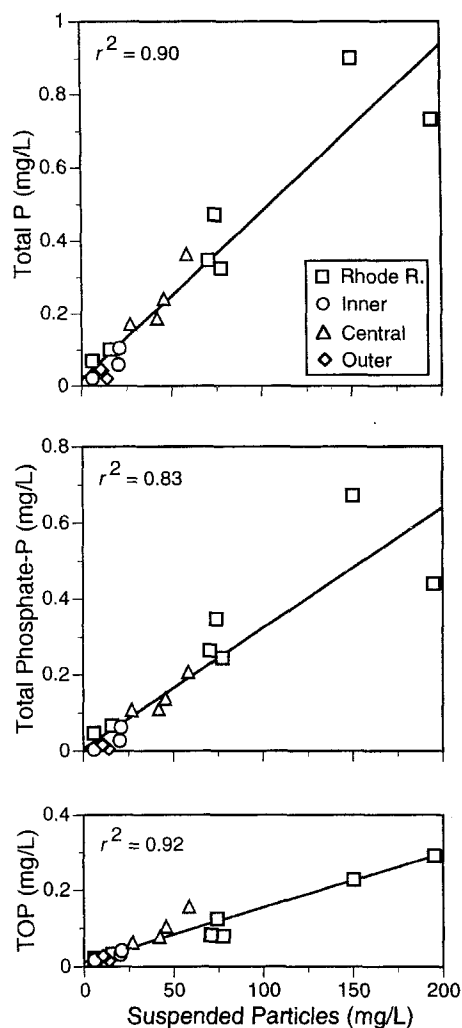 r² = 0.90
Total P (mg/L)
1
0.8
0.6
0.4
0.2
0
Rhode R.
Inner
Central
Outer
r² = 0.83
Total Phosphate-P (mg/L)
0.8
0.6
0.4
0.2
0
r² = 0.92
TOP (mg/L)
0.4
0.2
0
0 50 100 150 200
Suspended Particles (mg/L)